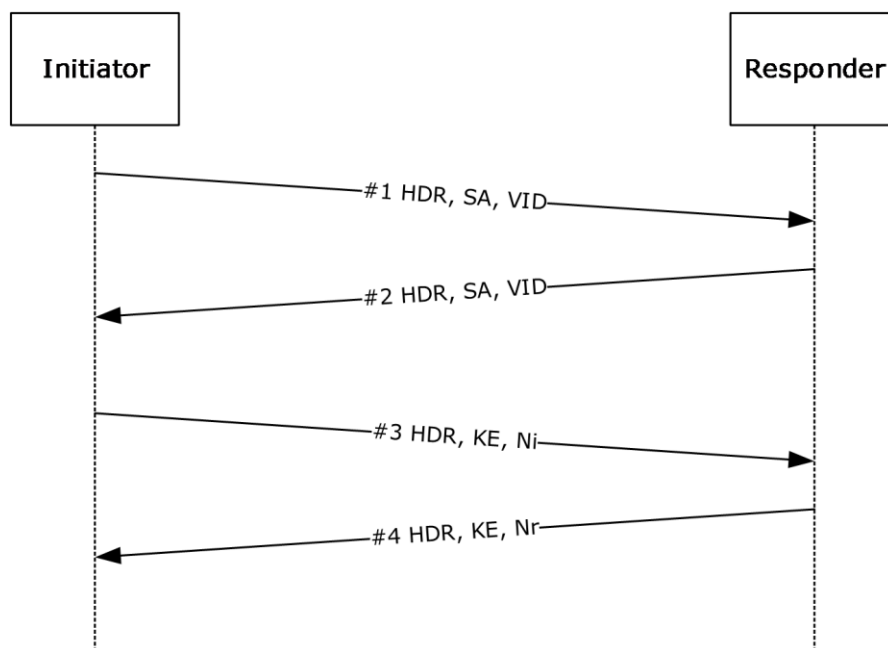 Initiator
Responder
#1 HDR, SA, VID
#2 HDR, SA, VID
#3 HDR, KE, Ni
#4 HDR, KE, Nr